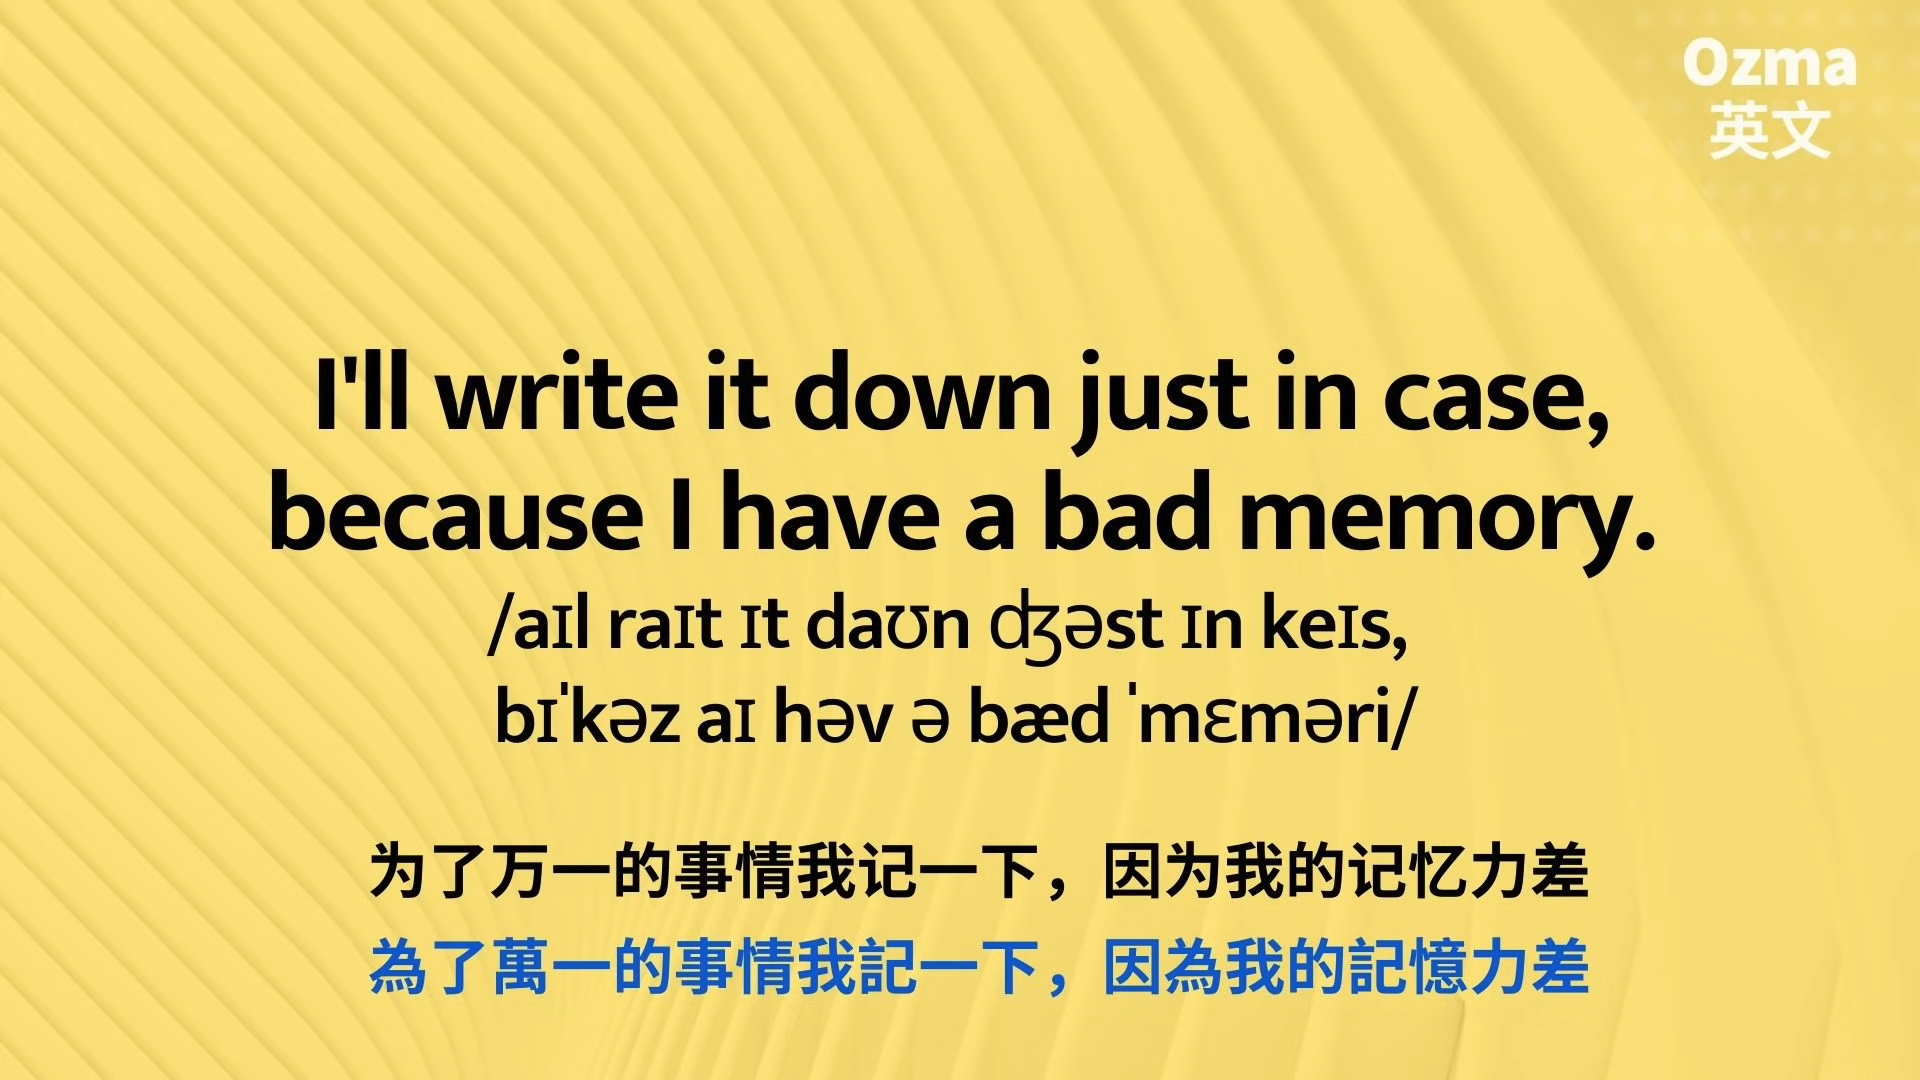 Ozma
英文
I'll write it down just in case,
because I have a bad memory.
/aɪl raɪt ɪt daʊn ʤəst ɪn keɪs,
bɪˈkəz aɪ həv ə bæd ˈmɛməri/
为了万一的事情我记一下，因为我的记忆力差
為了萬一的事情我記一下，因為我的記憶力差